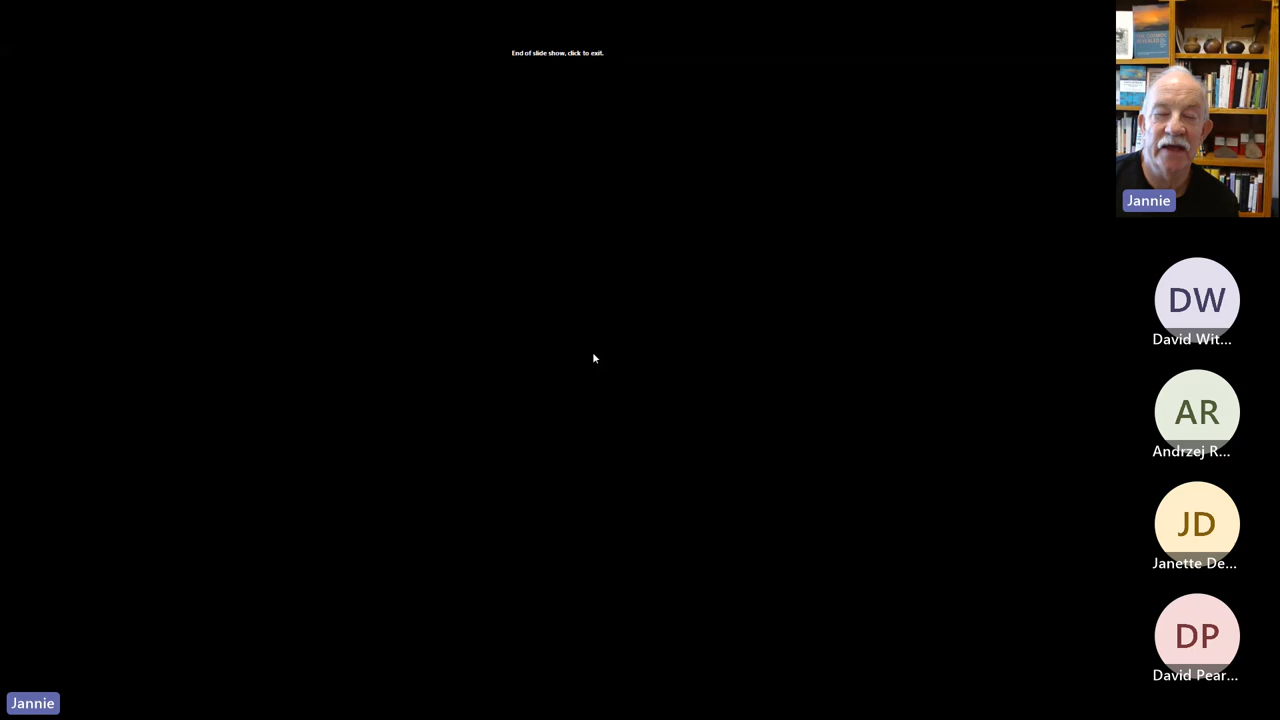 End of slide show, click to exit.
Jannie
DW
David Wit...
AR
Andrzej R...
JD
Janette De...
DP
David Pear...
Jannie